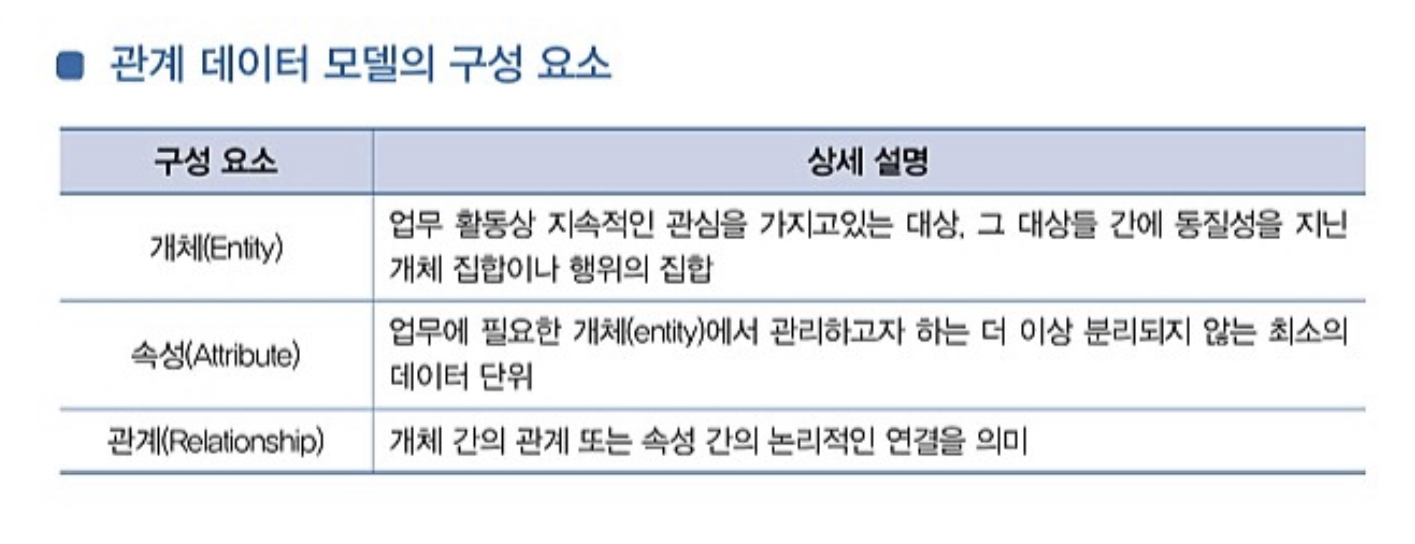 관계 데이터 모델의 구성 요소
구성 요소
상세 설명
개체(Entity)
업무 활동상 지속적인 관심을 가지고있는 대상, 그 대상들 간에 동질성을 지닌
개체 집합이나 행위의 집합
속성(Attribute)
업무에 필요한 개체(entity)에서 관리하고자 하는 더 이상 분리되지 않는 최소의
데이터 단위
관계(Relationship)
개체 간의 관계 또는 속성 간의 논리적인 연결을 의미